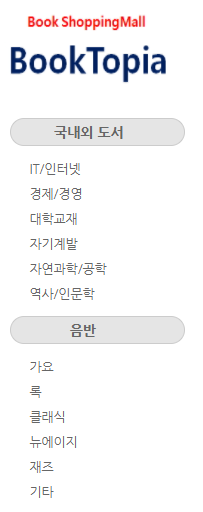 Book ShoppingMall
BookTopia
국내외 도서
IT/인터넷
경제/경영
대학교재
자기계발
자연과학/공학
역사/인문학
음반
가요
록
클래식
뉴에이지
재즈
기타